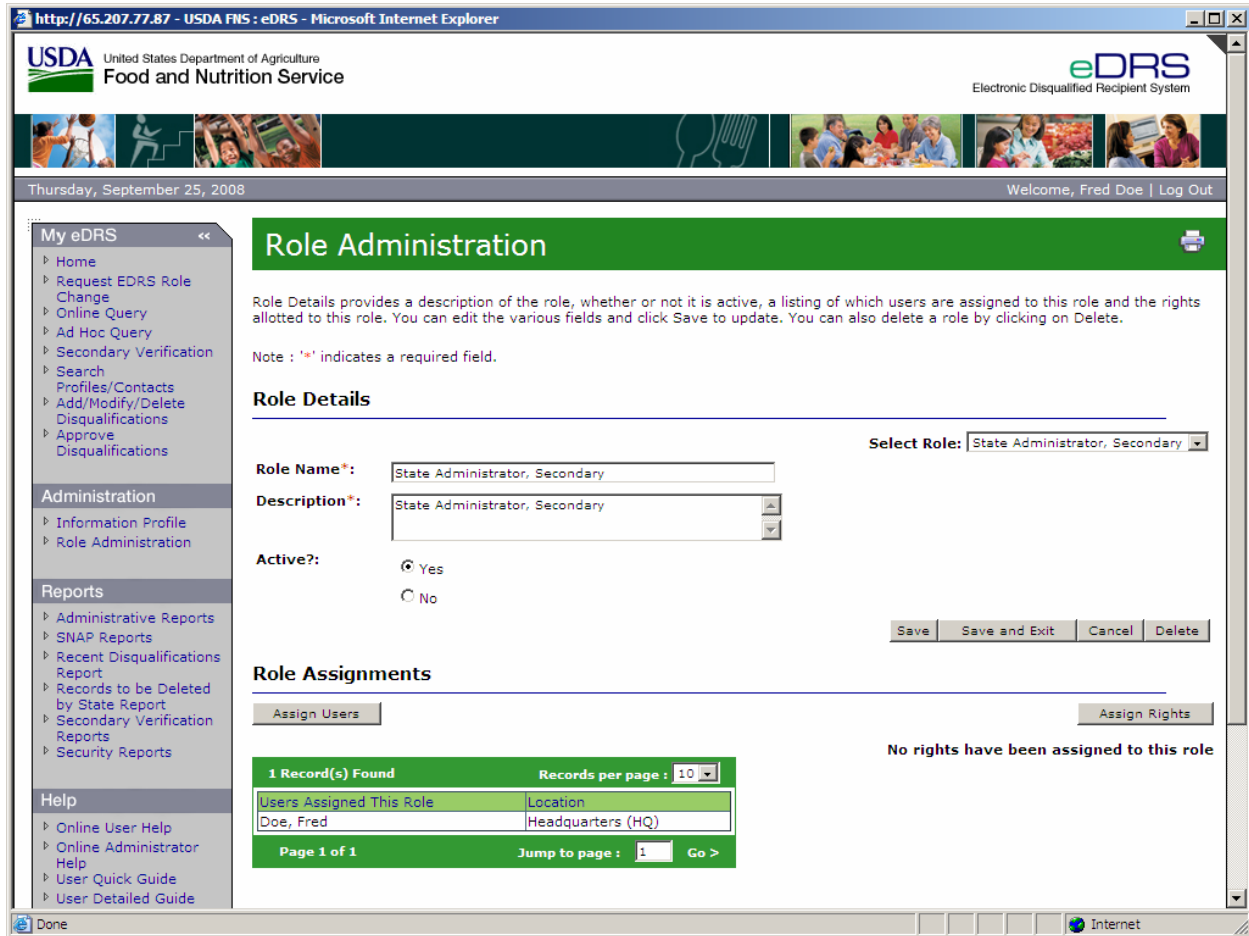 http://65.207.77.87 - USDA FNS : eDRS - Microsoft Internet Explorer
USDA United States Department of Agriculture
Food and Nutrition Service
eDRS
Electronic Disqualified Recipient System
Thursday, September 25, 2008
Welcome, Fred Doe | Log Out
My eDRS <<
Home
Request EDRS Role
Change
Online Query
Ad Hoc Query
Secondary Verification
Search
Profiles/Contacts
Add/Modify/Delete
Disqualifications
Approve
Disqualifications
Administration
Information Profile
Role Administration
Reports
Administrative Reports
SNAP Reports
Recent Disqualifications
Report
Records to be Deleted
by State Report
Secondary Verification
Reports
Security Reports
Help
Online User Help
Online Administrator
Help
User Quick Guide
User Detailed Guide
Role Administration
Role Details provides a description of the role, whether or not it is active, a listing of which users are assigned to this role and the rights
allotted to this role. You can edit the various fields and click Save to update. You can also delete a role by clicking on Delete.
Note : '*' indicates a required field.
Role Details
Select Role: State Administrator, Secondary
Role Name*: State Administrator, Secondary
Description*: State Administrator, Secondary
Active?: Yes
No
Save Save and Exit Cancel Delete
Role Assignments
Assign Users Assign Rights
No rights have been assigned to this role
1 Record(s) Found Records per page : 10
Users Assigned This Role Location
Doe, Fred Headquarters (HQ)
Page 1 of 1 Jump to page : 1 Go >
Done Internet